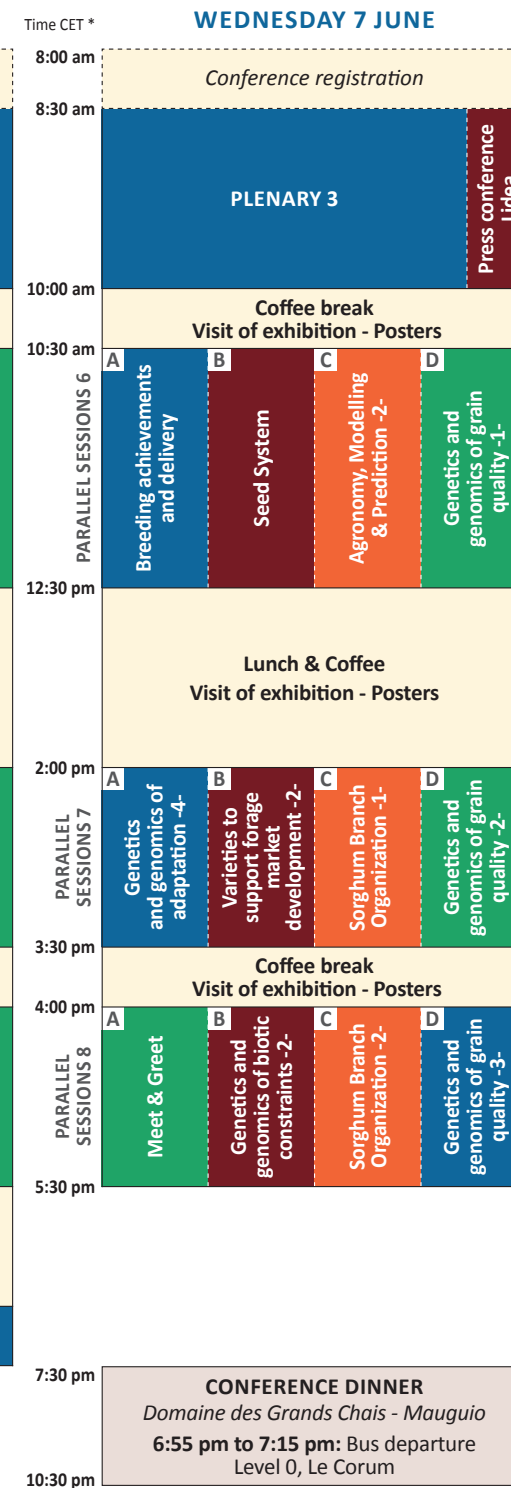 Time CET *
WEDNESDAY 7 JUNE
8:00 am
Conference registration
8:30 am
PLENARY 3
Press conference
Lidea
10:00 am
Coffee break
Visit of exhibition - Posters
10:30 am
PARALLEL SESSIONS 6
A
Breeding achievements
and delivery
B
Seed System
C
Agronomy, Modelling
& Prediction -2-
D
Genetics and
genomics of grain
quality -1-
12:30 pm
Lunch & Coffee
Visit of exhibition - Posters
2:00 pm
PARALLEL
SESSIONS 7
A
Genetics
and genomics of
adaptation -4-
B
Varieties to
support forage
market
development -2-
C
Sorghum Branch
Organization -1-
D
Genetics and
genomics of grain
quality -2-
3:30 pm
Coffee break
Visit of exhibition - Posters
4:00 pm
PARALLEL
SESSIONS 8
A
Meet & Greet
B
Genetics and
genomics of biotic
constraints -2-
C
Sorghum Branch
Organization -2-
D
Genetics and
genomics of grain
quality -3-
5:30 pm
7:30 pm
CONFERENCE DINNER
Domaine des Grands Chais - Mauguio
6:55 pm to 7:15 pm: Bus departure
Level 0, Le Corum
10:30 pm